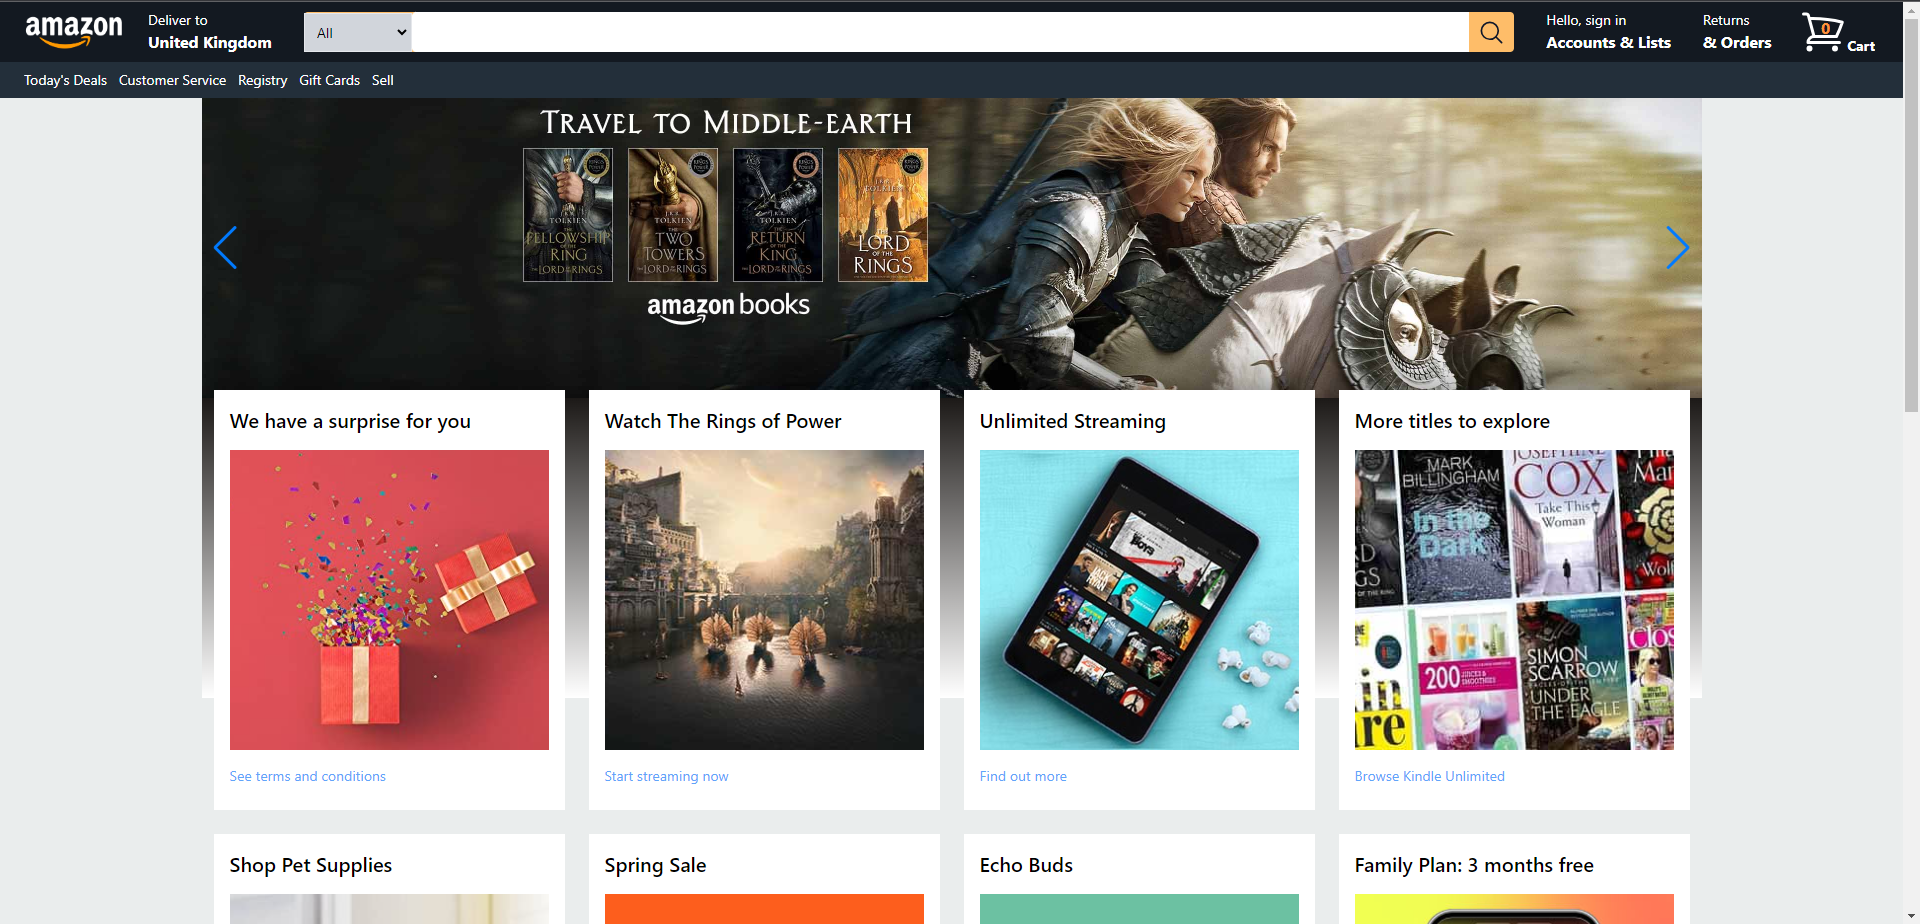 amazon
Deliver to
United Kingdom
All
Hello, sign in
Accounts & Lists
Returns
& Orders
0
Cart
Today's Deals
Customer Service
Registry
Gift Cards
Sell
TRAVEL TO MIDDLE-EARTH
J.R.R. TOLKIEN
THE FELLOWSHIP OF THE RING
THE LORD OF THE RINGS
J.R.R. TOLKIEN
THE TWO TOWERS
THE LORD OF THE RINGS
J.R.R. TOLKIEN
THE RETURN OF THE KING
THE LORD OF THE RINGS
J.R.R. TOLKIEN
THE LORD OF THE RINGS
amazon books
We have a surprise for you
Watch The Rings of Power
Unlimited Streaming
More titles to explore
BOYS
JACK RYAN
MARK BILLINGHAM
In the Dark
JOSEPHINE COX
Take This Woman
SIMON SCARROW
UNDER THE EAGLE
200 JUICES & SMOOTHIES
See terms and conditions
Start streaming now
Find out more
Browse Kindle Unlimited
Shop Pet Supplies
Spring Sale
Echo Buds
Family Plan: 3 months free